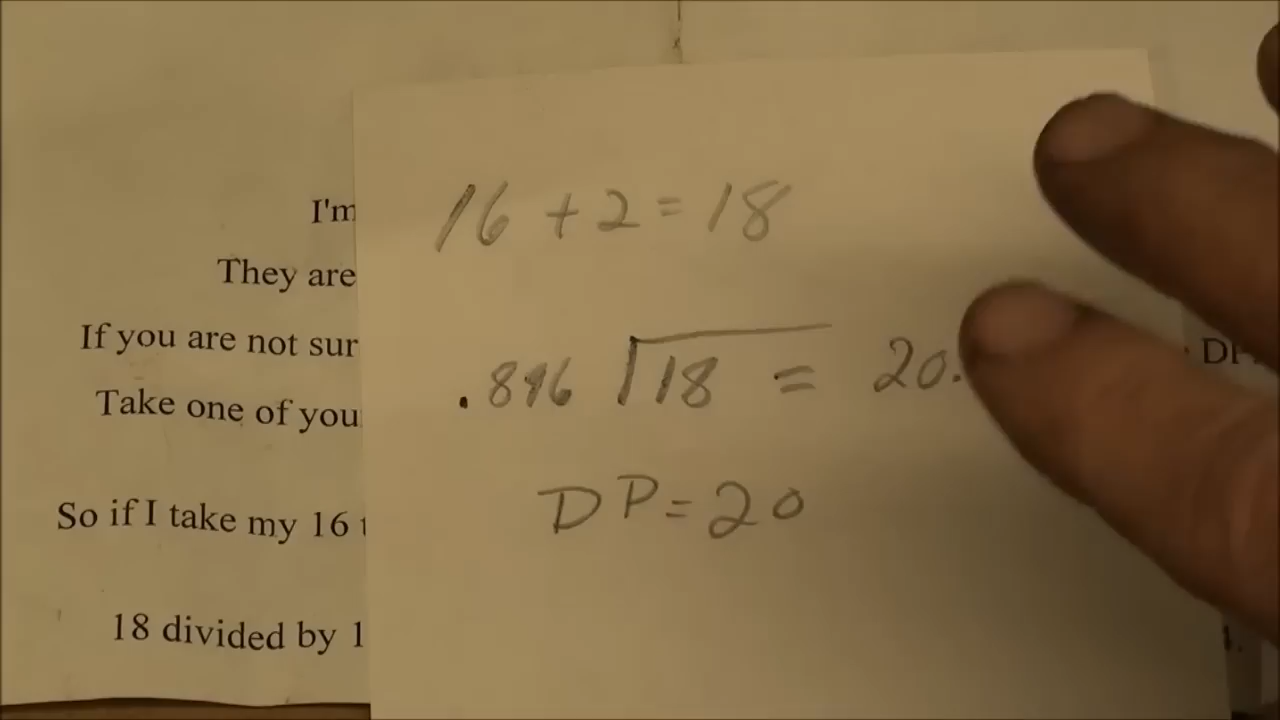 16 + 2 = 18
.896 18 = 20.
DP = 20
I'm
They are
If you are not sur
Take one of you
So if I take my 16
18 divided by 1